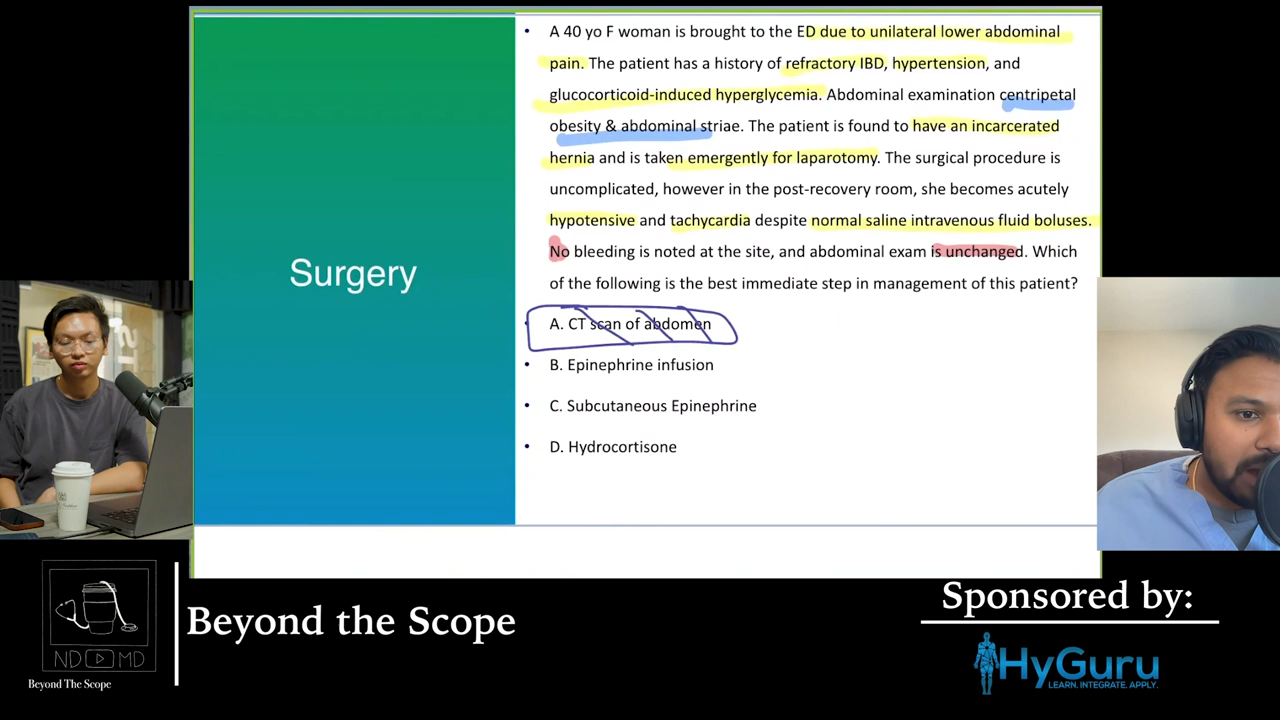 Surgery
• A 40 yo F woman is brought to the ED due to unilateral lower abdominal
pain. The patient has a history of refractory IBD, hypertension, and
glucocorticoid-induced hyperglycemia. Abdominal examination centripetal
obesity & abdominal striae. The patient is found to have an incarcerated
hernia and is taken emergently for laparotomy. The surgical procedure is
uncomplicated, however in the post-recovery room, she becomes acutely
hypotensive and tachycardia despite normal saline intravenous fluid boluses.
No bleeding is noted at the site, and abdominal exam is unchanged. Which
of the following is the best immediate step in management of this patient?
• A. CT scan of abdomen
• B. Epinephrine infusion
• C. Subcutaneous Epinephrine
• D. Hydrocortisone
ND MD
Beyond The Scope
Beyond the Scope
Sponsored by:
HyGuru
LEARN. INTEGRATE. APPLY.